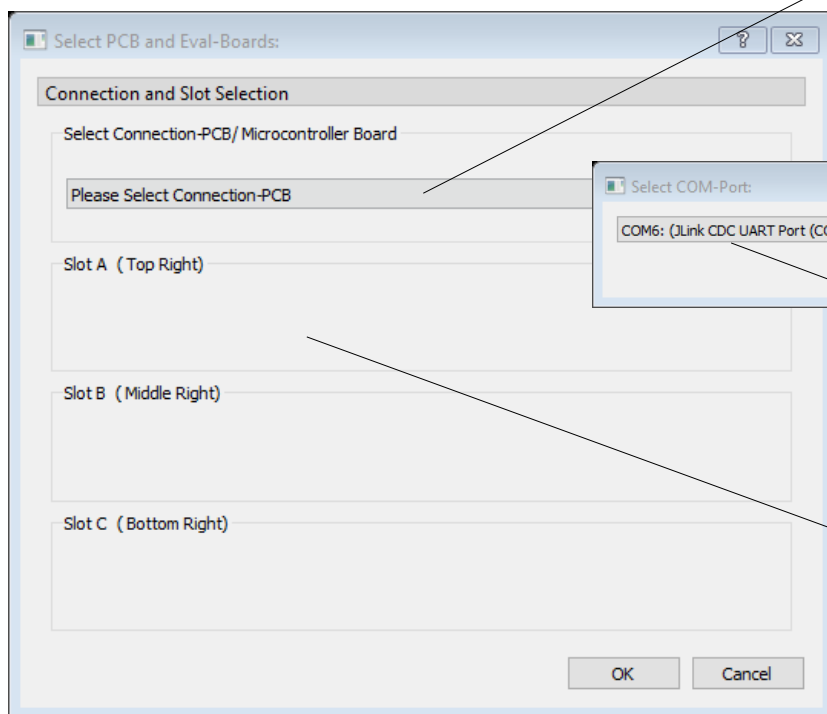 Select PCB and Eval-Boards:
Connection and Slot Selection
Select Connection-PCB/ Microcontroller Board
Please Select Connection-PCB
Select COM-Port:
COM6: (JLink CDC UART Port (CO
Slot A ( Top Right)
Slot B ( Middle Right)
Slot C ( Bottom Right)
OK
Cancel